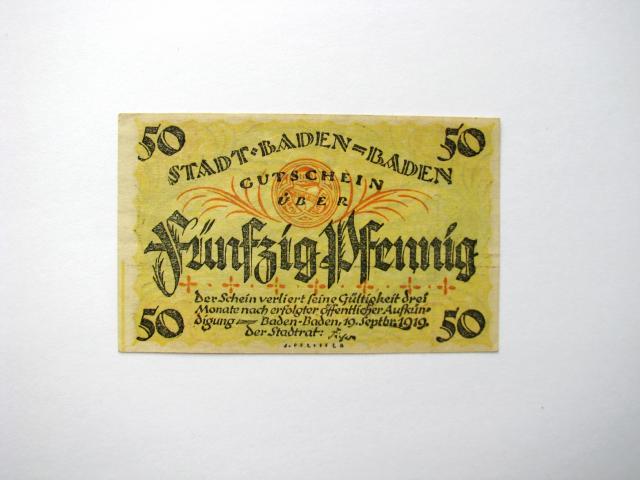 50 50
STADT·BADEN=BADEN
GUTSCHEIN
ÜBER
Fünfzig Pfennig
der Schein verliert seine Gültigkeit drei
Monate nach erfolgter öffentlicher Aufkün-
digung — Baden-Baden, 19. Septbr. 1919.
der Stadtrat:
50 50